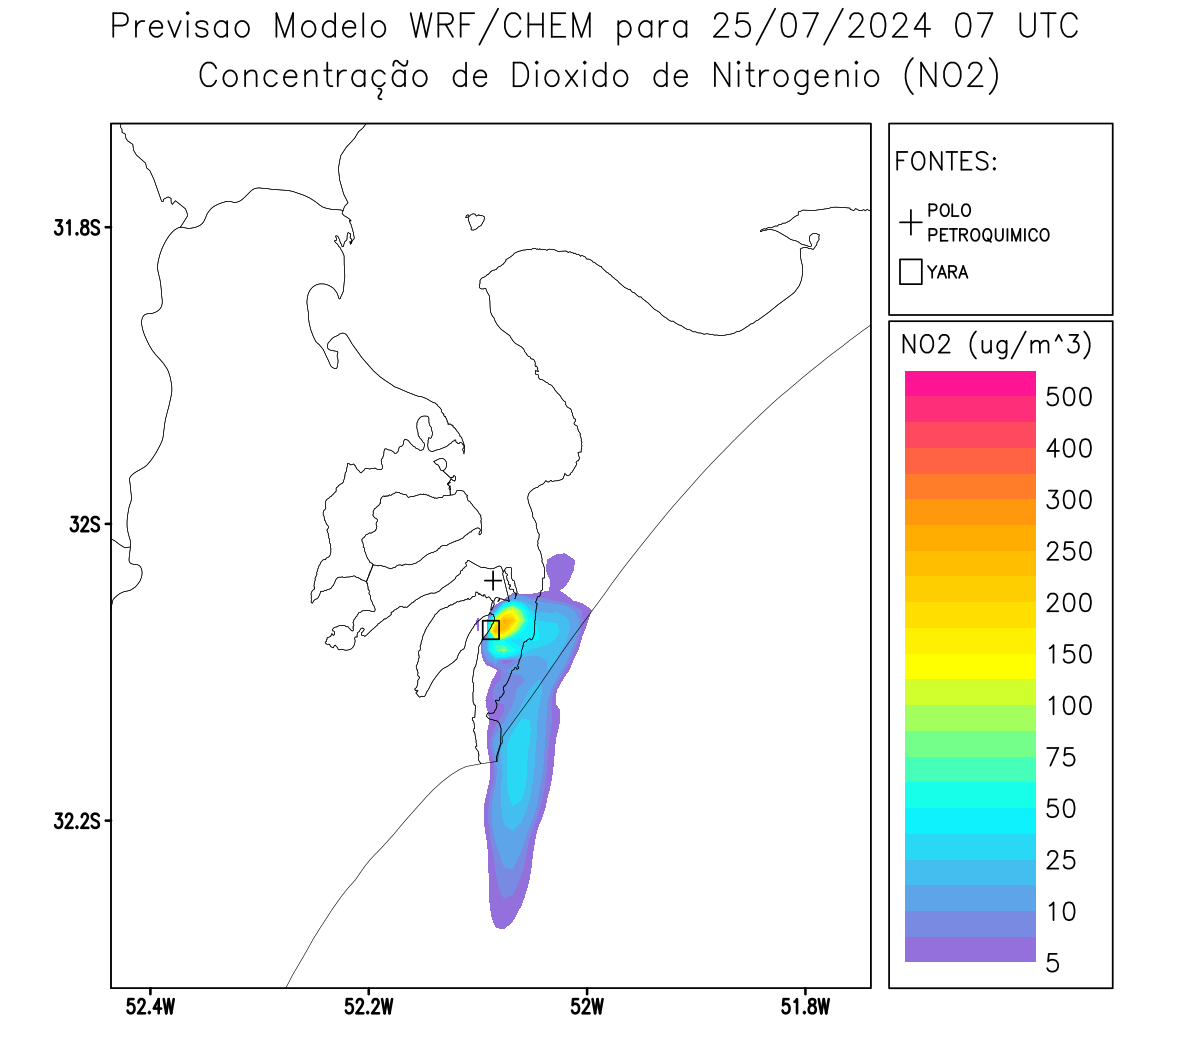 Previsao Modelo WRF/CHEM para 25/07/2024 07 UTC
Concentração de Dioxido de Nitrogenio (NO2)
FONTES:
POLO
PETROQUIMICO
YARA
NO2 (ug/m^3)
500
400
300
250
200
150
100
75
50
25
10
5
31.8S
32S
32.2S
52.4W
52.2W
52W
51.8W